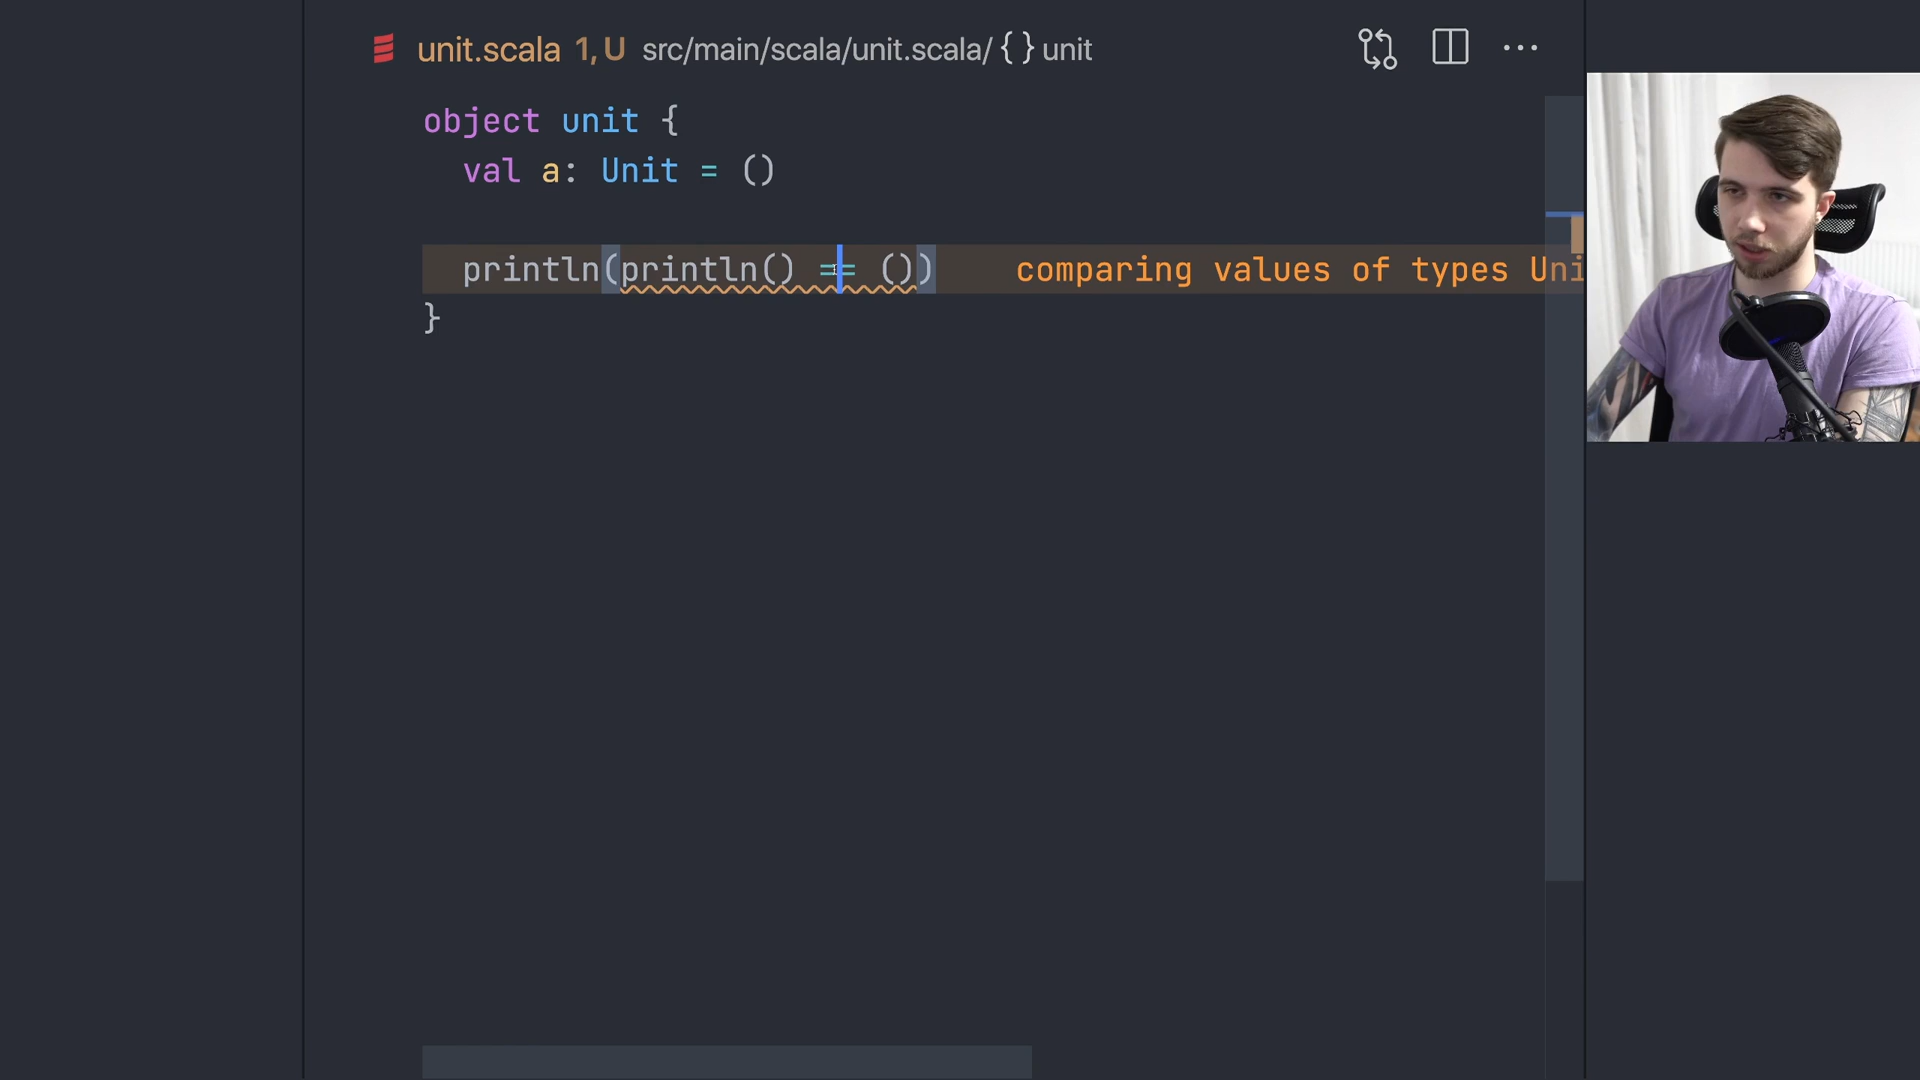 unit.scala 1, U src/main/scala/unit.scala/ {} unit
object unit {
val a: Unit = ()
println(println() == ()) comparing values of types Uni
}